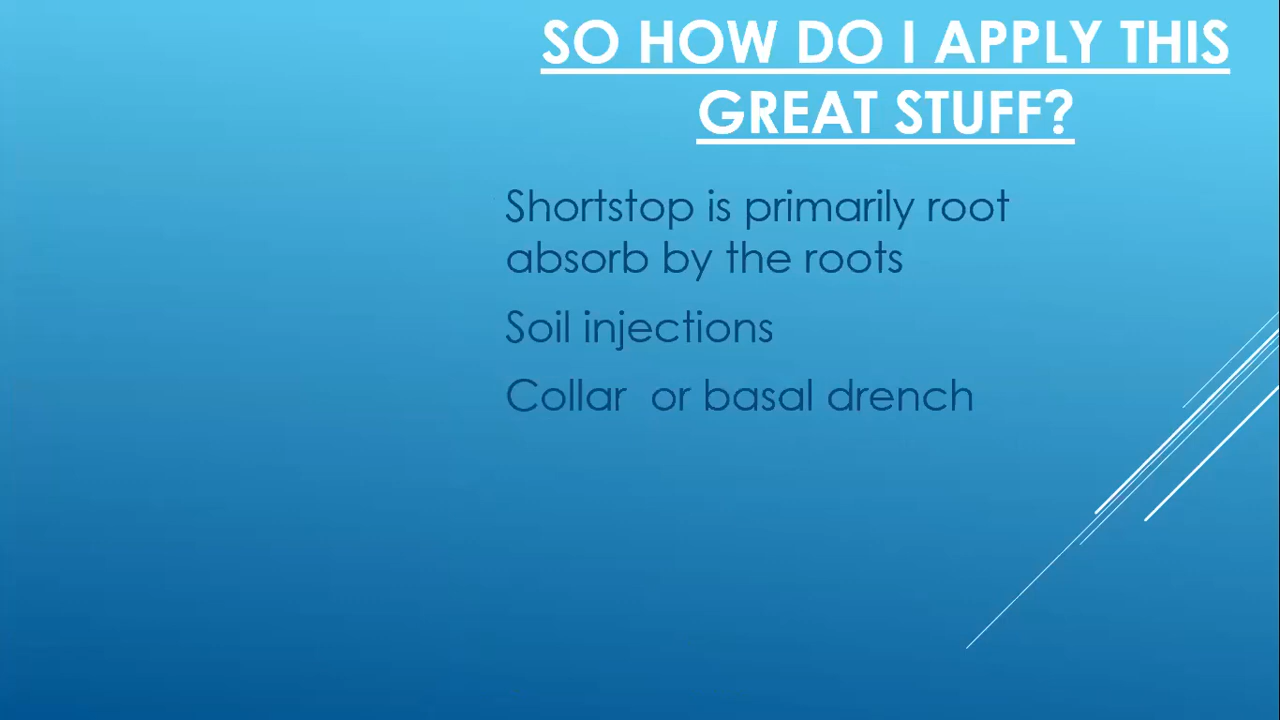 SO HOW DO I APPLY THIS
GREAT STUFF?
Shortstop is primarily root
absorb by the roots
Soil injections
Collar  or basal drench